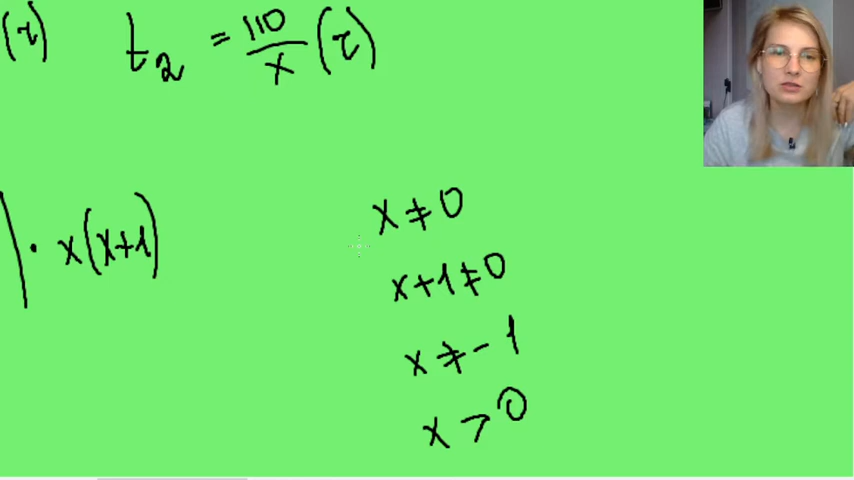 (г) t₂ = 110/x (г)
| · x(x+1)
x ≠ 0
x+1 ≠ 0
x ≠ -1
x > 0